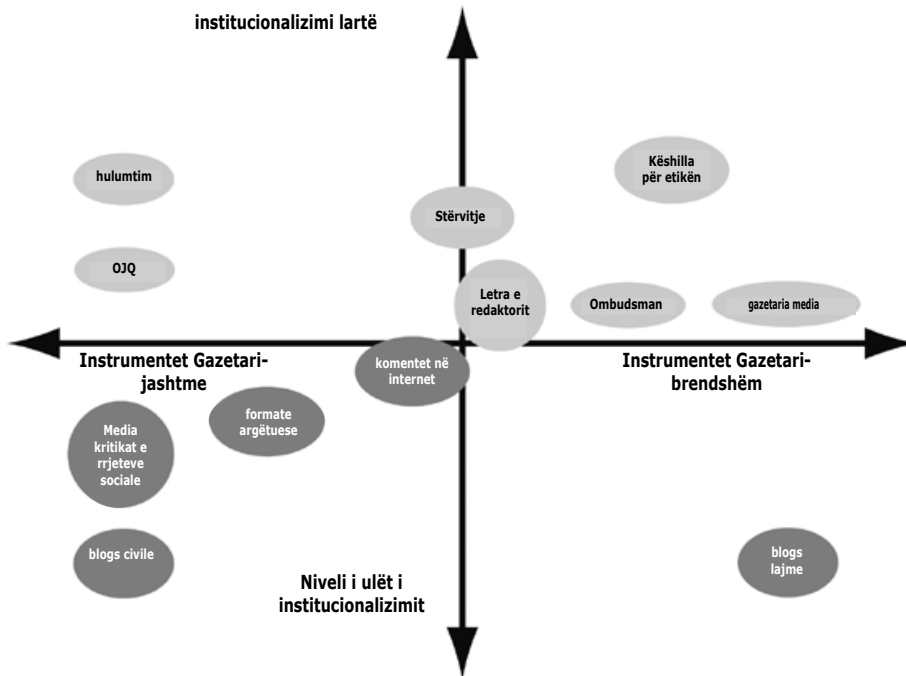 institucionalizimi lartë
hulumtim
Këshilla
për etikën
Stërvitje
OJQ
Letra e
redaktorit
Ombudsman
gazetaria media
Instrumentet Gazetari-
jashtme
komentet në
internet
Instrumentet Gazetari-
brendshëm
formate
argëtuese
Media
kritikat e
rrjeteve
sociale
blogs civile
blogs
lajme
Niveli i ulët i
institucionalizimit